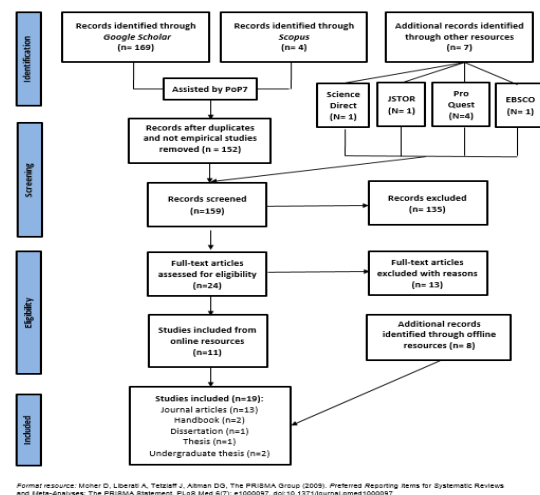 Identification
Records identified through
Google Scholar
(n= 169)
Records identified through
Scopus
(n= 4)
Additional records identified
through other resources
(n= 7)
Assisted by PoP7
Science
Direct
(N= 1)
JSTOR
(N= 1)
Pro
Quest
(N=4)
EBSCO
(N= 1)
Records after duplicates
and not empirical studies
removed (n = 152)
Screening
Records screened
(n=159)
Records excluded
(n= 135)
Eligibility
Full-text articles
assessed for eligibility
(n=24)
Full-text articles
excluded with reasons
(n= 13)
Studies included from
online resources
(n=11)
Additional records
identified through offline
resources (n= 8)
Included
Studies included (n=19):
Journal articles (n=13)
Handbook (n=2)
Dissertation (n=1)
Thesis (n=1)
Undergraduate thesis (n=2)
Format resource: Moher D, Liberati A, Tetzlaff J, Altman DG, The PRISMA Group (2009). Preferred Reporting Items for Systematic Reviews
and Meta-Analyses: The PRISMA Statement. PLoS Med 6(7): e1000097. doi:10.1371/journal.pmed1000097